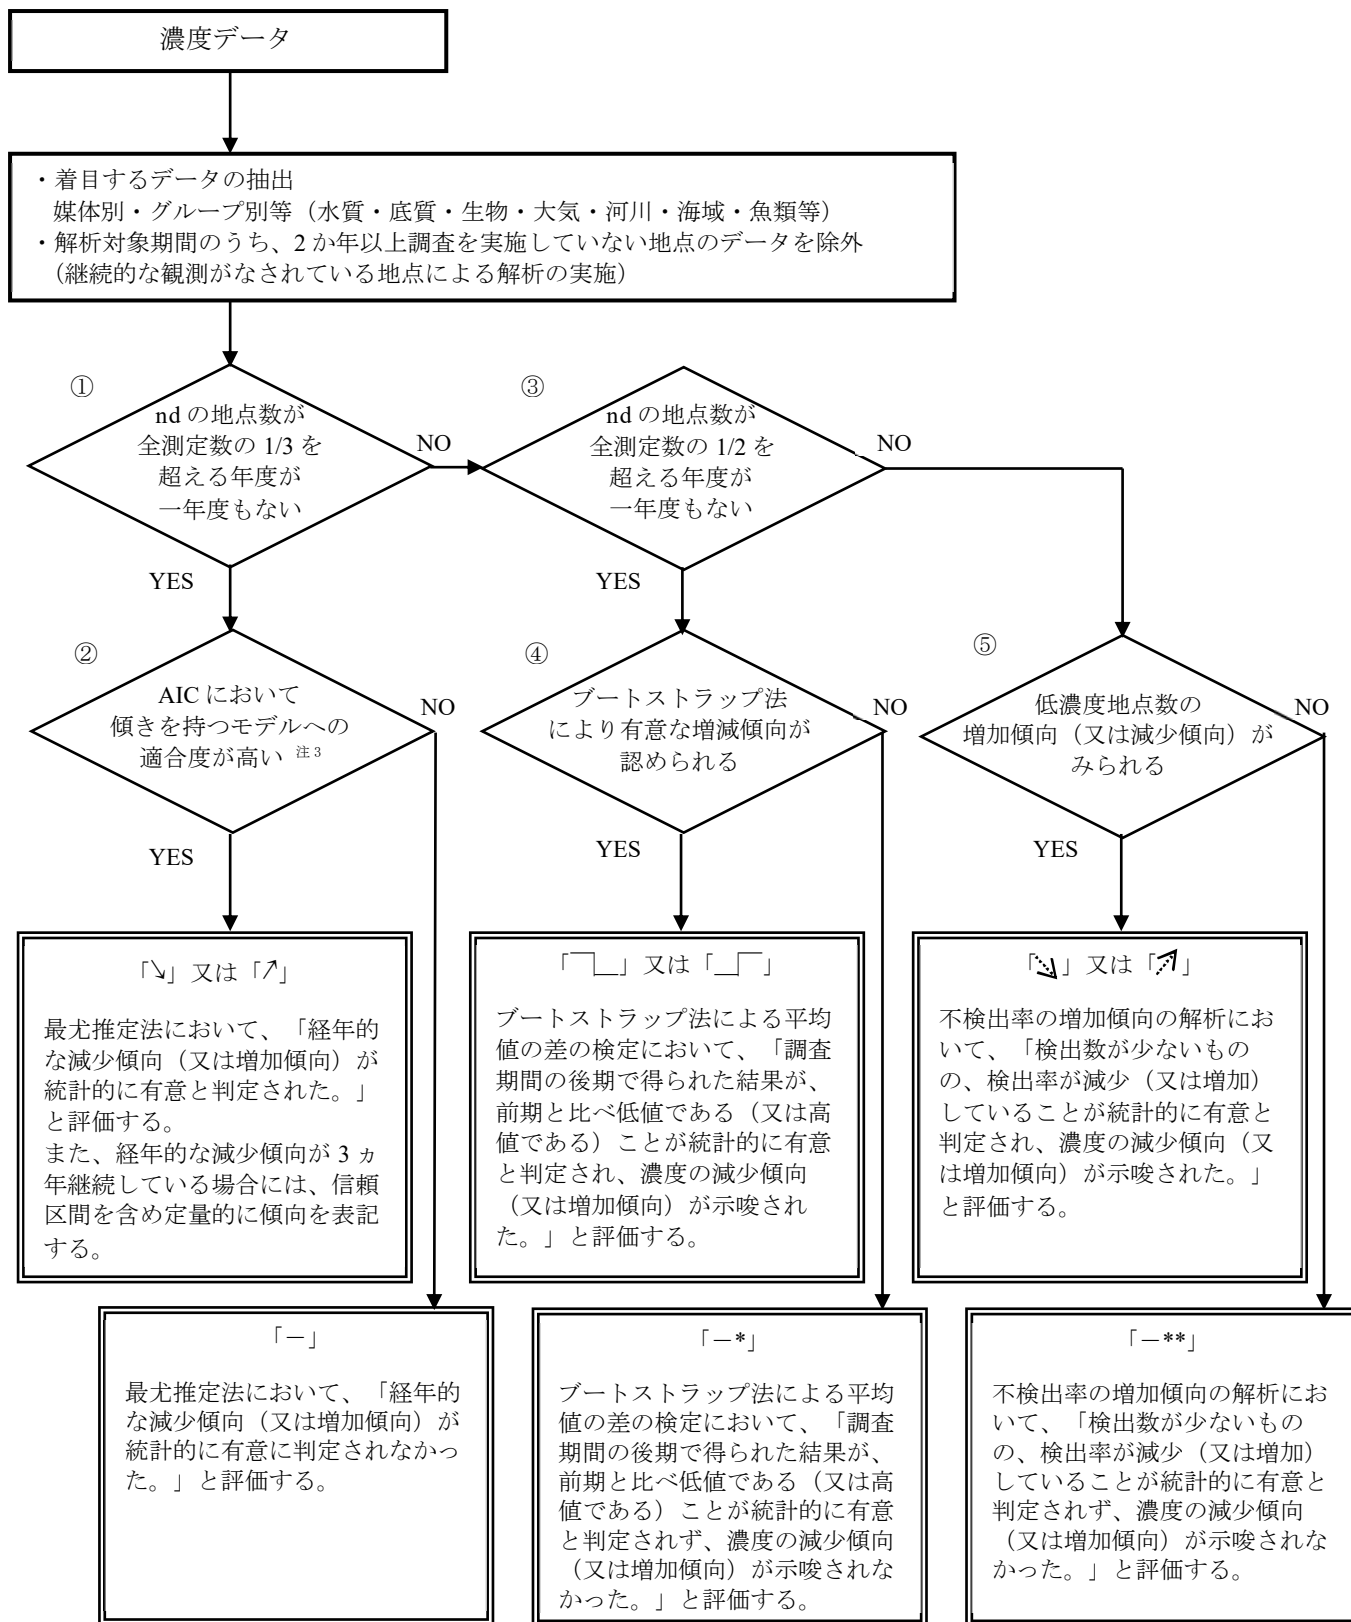 濃度データ
・着目するデータの抽出
媒体別・グループ別等（水質・底質・生物・大気・河川・海域・魚類等）
・解析対象期間のうち、2 か年以上調査を実施していない地点のデータを除外
（継続的な観測がなされている地点による解析の実施）
①
nd の地点数が
全測定数の 1/3 を
超える年度が
一年度もない
NO
YES
③
nd の地点数が
全測定数の 1/2 を
超える年度が
一年度もない
NO
YES
②
AIC において
傾きを持つモデルへの
適合度が高い 注 3
NO
YES
④
ブートストラップ法
により有意な増減傾向が
認められる
NO
YES
⑤
低濃度地点数の
増加傾向（又は減少傾向）が
みられる
NO
YES
「↘」又は「↗」
最尤推定法において、「経年的
な減少傾向（又は増加傾向）が
統計的に有意と判定された。」
と評価する。
また、経年的な減少傾向が 3 ヵ
年継続している場合には、信頼
区間を含め定量的に傾向を表記
する。
「￣|＿」又は「＿|￣」
ブートストラップ法による平均
値の差の検定において、「調査
期間の後期で得られた結果が、
前期と比べ低値である（又は高
値である）ことが統計的に有意
と判定され、濃度の減少傾向
（又は増加傾向）が示唆され
た。」と評価する。
「↘」又は「↗」
不検出率の増加傾向の解析にお
いて、「検出数が少ないもの
の、検出率が減少（又は増加）
していることが統計的に有意と
判定され、濃度の減少傾向（又
は増加傾向）が示唆された。」
と評価する。
「－」
最尤推定法において、「経年的
な減少傾向（又は増加傾向）が
統計的に有意に判定されなかっ
た。」と評価する。
「－*」
ブートストラップ法による平均
値の差の検定において、「調査
期間の後期で得られた結果が、
前期と比べ低値である（又は高
値である）ことが統計的に有意
と判定されず、濃度の減少傾向
（又は増加傾向）が示唆されな
かった。」と評価する。
「－**」
不検出率の増加傾向の解析にお
いて、「検出数が少ないもの
の、検出率が減少（又は増加）
していることが統計的に有意と
判定されず、濃度の減少傾向
（又は増加傾向）が示唆されな
かった。」と評価する。